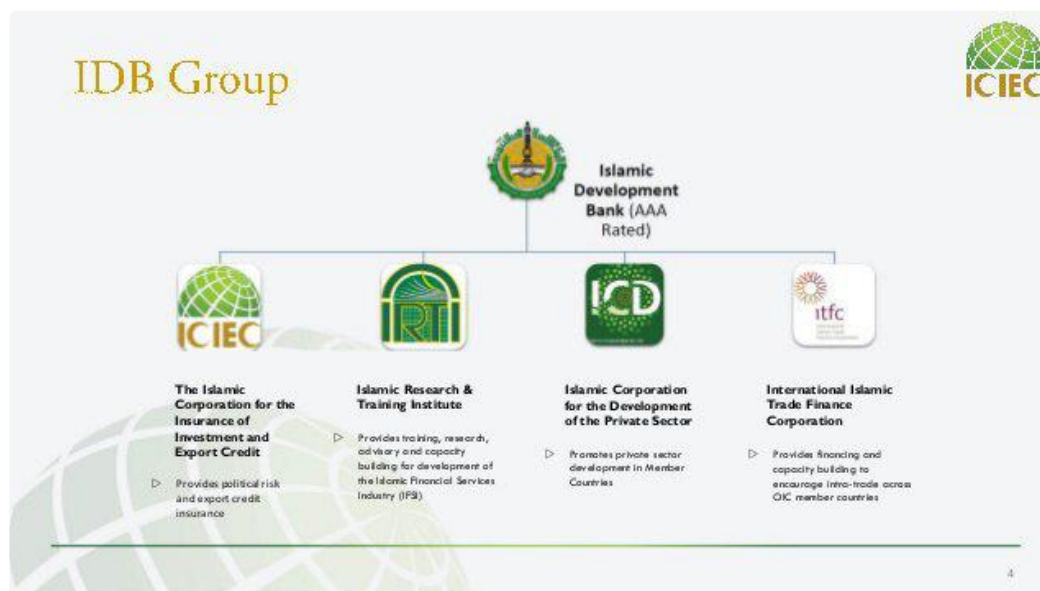 IDB Group
ICIEC
Islamic
Development
Bank (AAA
Rated)
ICIEC
IRTI
ICD
itfc
The Islamic
Corporation for the
Insurance of
Investment and
Export Credit
Provides political risk
and export credit
insurance
Islamic Research &
Training Institute
Provides training, research,
advisory and capacity
building for development of
the Islamic Financial Services
Industry (IFSI)
Islamic Corporation
for the Development
of the Private Sector
Promotes private sector
development in Member
Countries
International Islamic
Trade Finance
Corporation
Provides financing and
capacity building to
encourage intra-trade across
OIC member countries
4